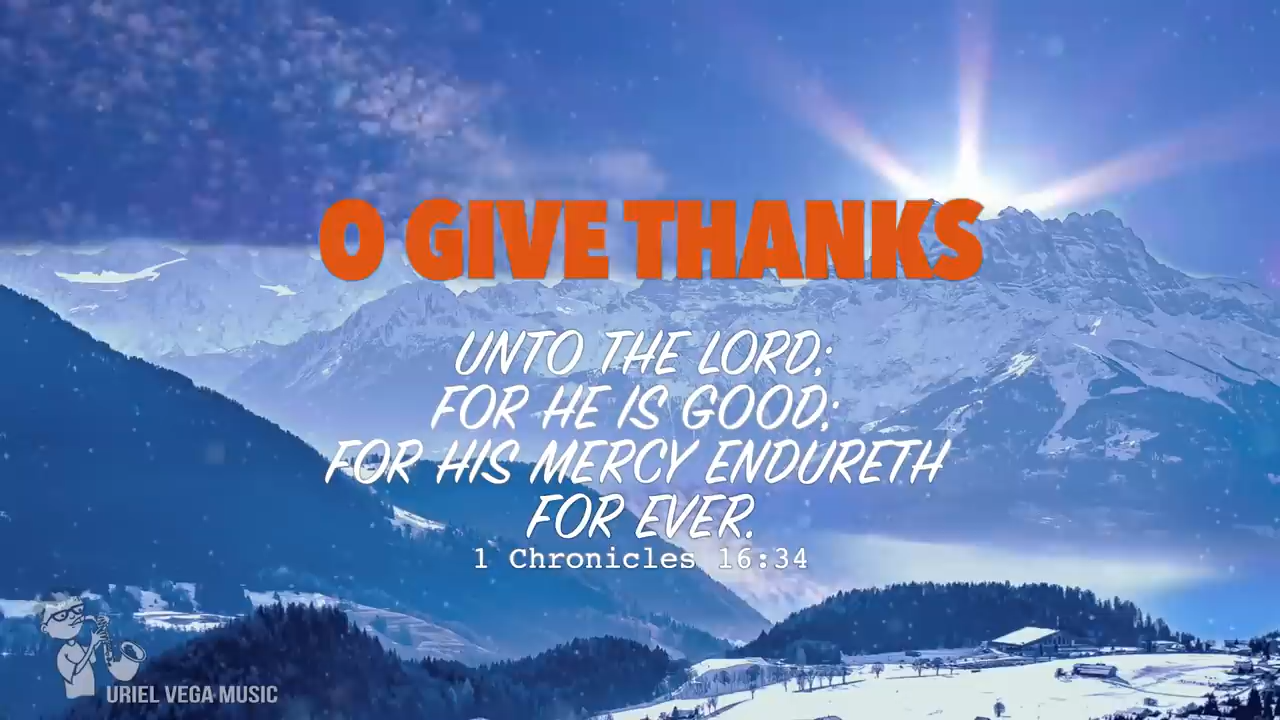 O GIVE THANKS
UNTO THE LORD;
FOR HE IS GOOD;
FOR HIS MERCY ENDURETH
FOR EVER.
1 Chronicles 16:34
URIEL VEGA MUSIC